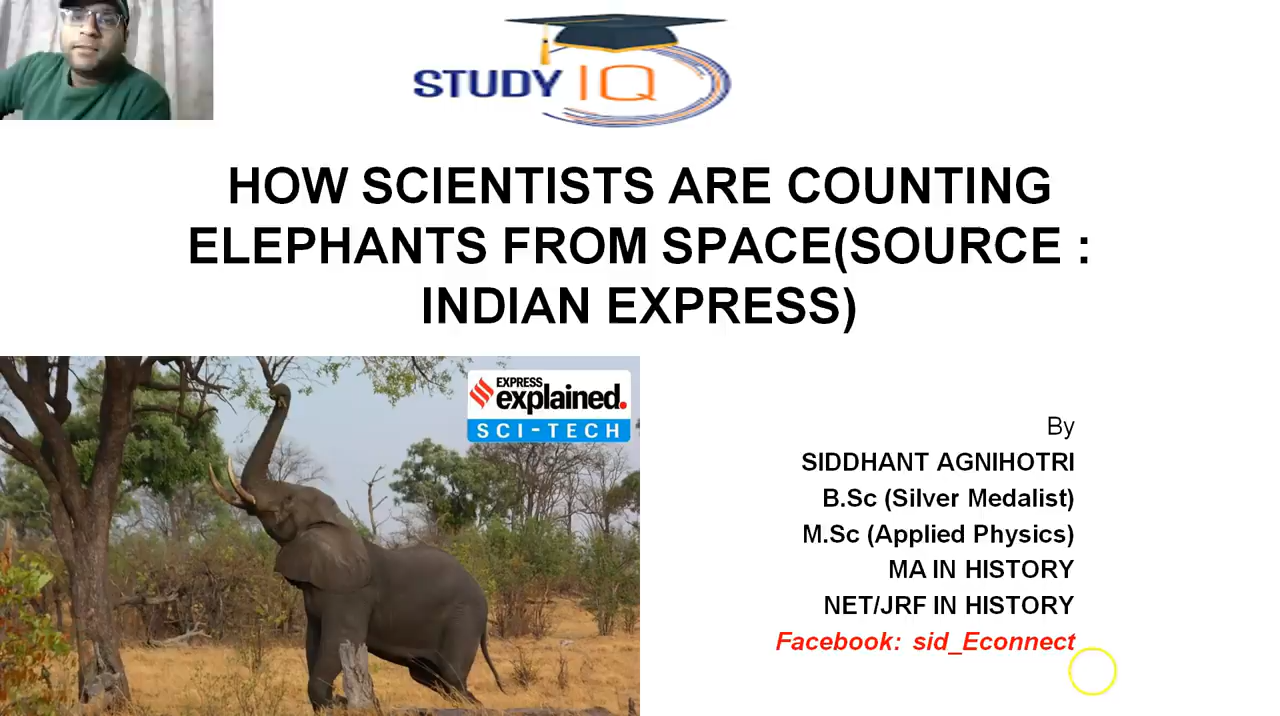 STUDY IQ
HOW SCIENTISTS ARE COUNTING
ELEPHANTS FROM SPACE(SOURCE :
INDIAN EXPRESS)
EXPRESS
explained.
SCI-TECH
By
SIDDHANT AGNIHOTRI
B.Sc (Silver Medalist)
M.Sc (Applied Physics)
MA IN HISTORY
NET/JRF IN HISTORY
Facebook: sid_Econnect